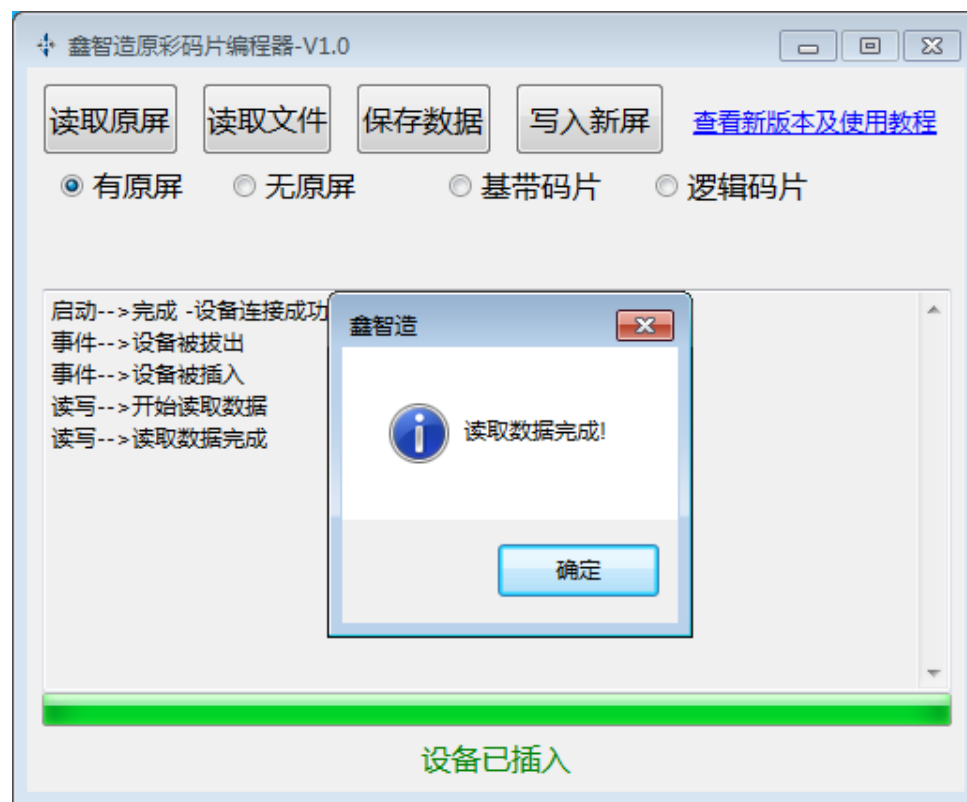 鑫智造原彩码片编程器-V1.0
读取原屏 读取文件 保存数据 写入新屏 查看新版本及使用教程
有原屏 无原屏 基带码片 逻辑码片
启动-->完成 -设备连接成功
事件-->设备被拔出
事件-->设备被插入
读写-->开始读取数据
读写-->读取数据完成
鑫智造
读取数据完成!
确定
设备已插入